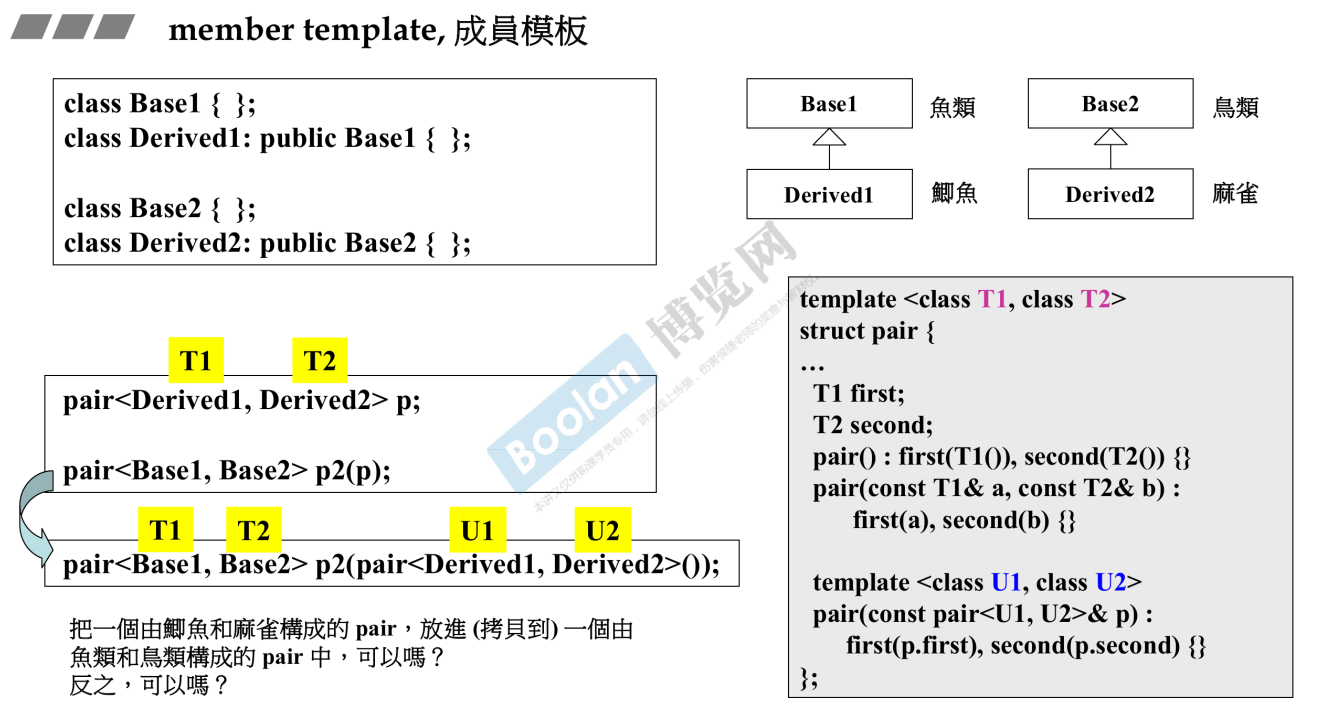 member template, 成員模板
class Base1 { };
class Derived1: public Base1 { };
class Base2 { };
class Derived2: public Base2 { };
Base1
魚類
Base2
鳥類
Derived1
鯽魚
Derived2
麻雀
T1
T2
pair<Derived1, Derived2> p;
pair<Base1, Base2> p2(p);
T1
T2
U1
U2
pair<Base1, Base2> p2(pair<Derived1, Derived2>());
把一個由鯽魚和麻雀構成的 pair，放進 (拷貝到) 一個由
魚類和鳥類構成的 pair 中，可以嗎？
反之，可以嗎？
template <class T1, class T2>
struct pair {
…
T1 first;
T2 second;
pair() : first(T1()), second(T2()) {}
pair(const T1& a, const T2& b) :
first(a), second(b) {}
template <class U1, class U2>
pair(const pair<U1, U2>& p) :
first(p.first), second(p.second) {}
};
Boolan
博览网